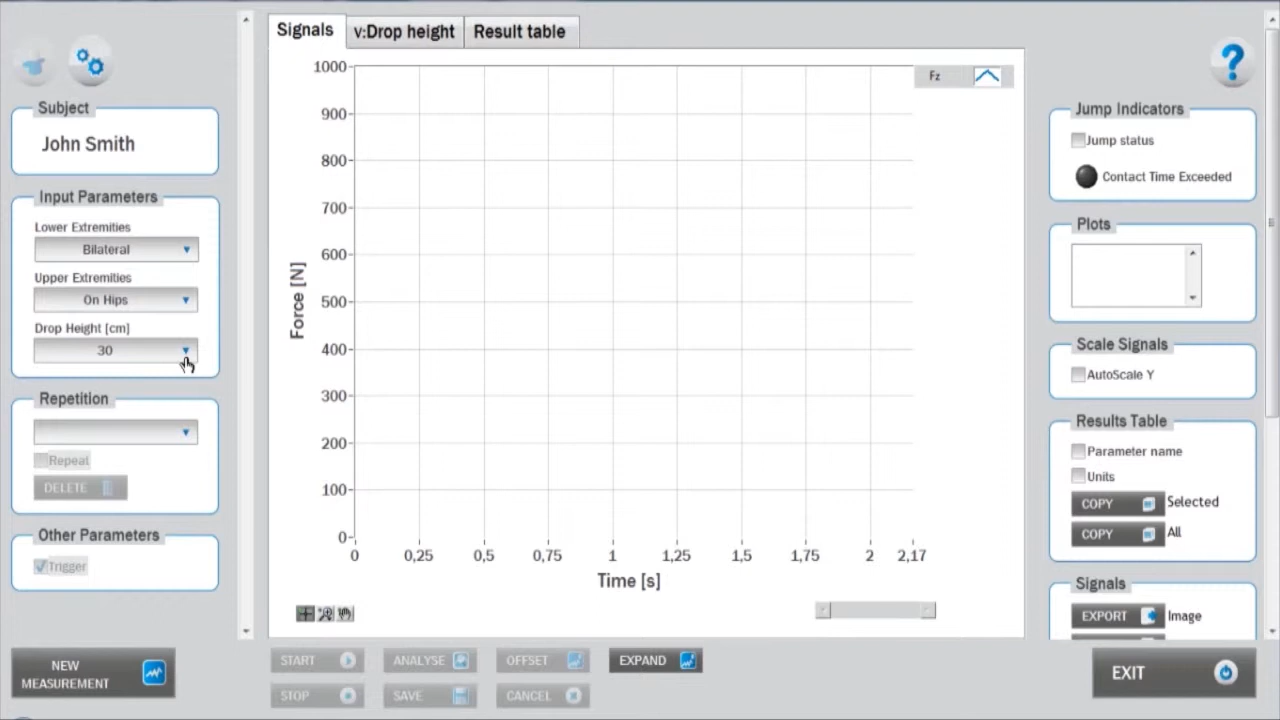 Signals
v:Drop height
Result table
Subject
John Smith
Input Parameters
Lower Extremities
Bilateral
Upper Extremities
On Hips
Drop Height [cm]
30
Repetition
Repeat
DELETE
Other Parameters
Trigger
NEW
MEASUREMENT
1000
900
800
700
600
500
400
300
200
100
0
Force [N]
0 0,25 0,5 0,75 1 1,25 1,5 1,75 2 2,17
Time [s]
Fz
START
ANALYSE
OFFSET
EXPAND
STOP
SAVE
CANCEL
?
Jump Indicators
Jump status
Contact Time Exceeded
Plots
Scale Signals
AutoScale Y
Results Table
Parameter name
Units
COPY Selected
COPY All
Signals
EXPORT Image
EXIT